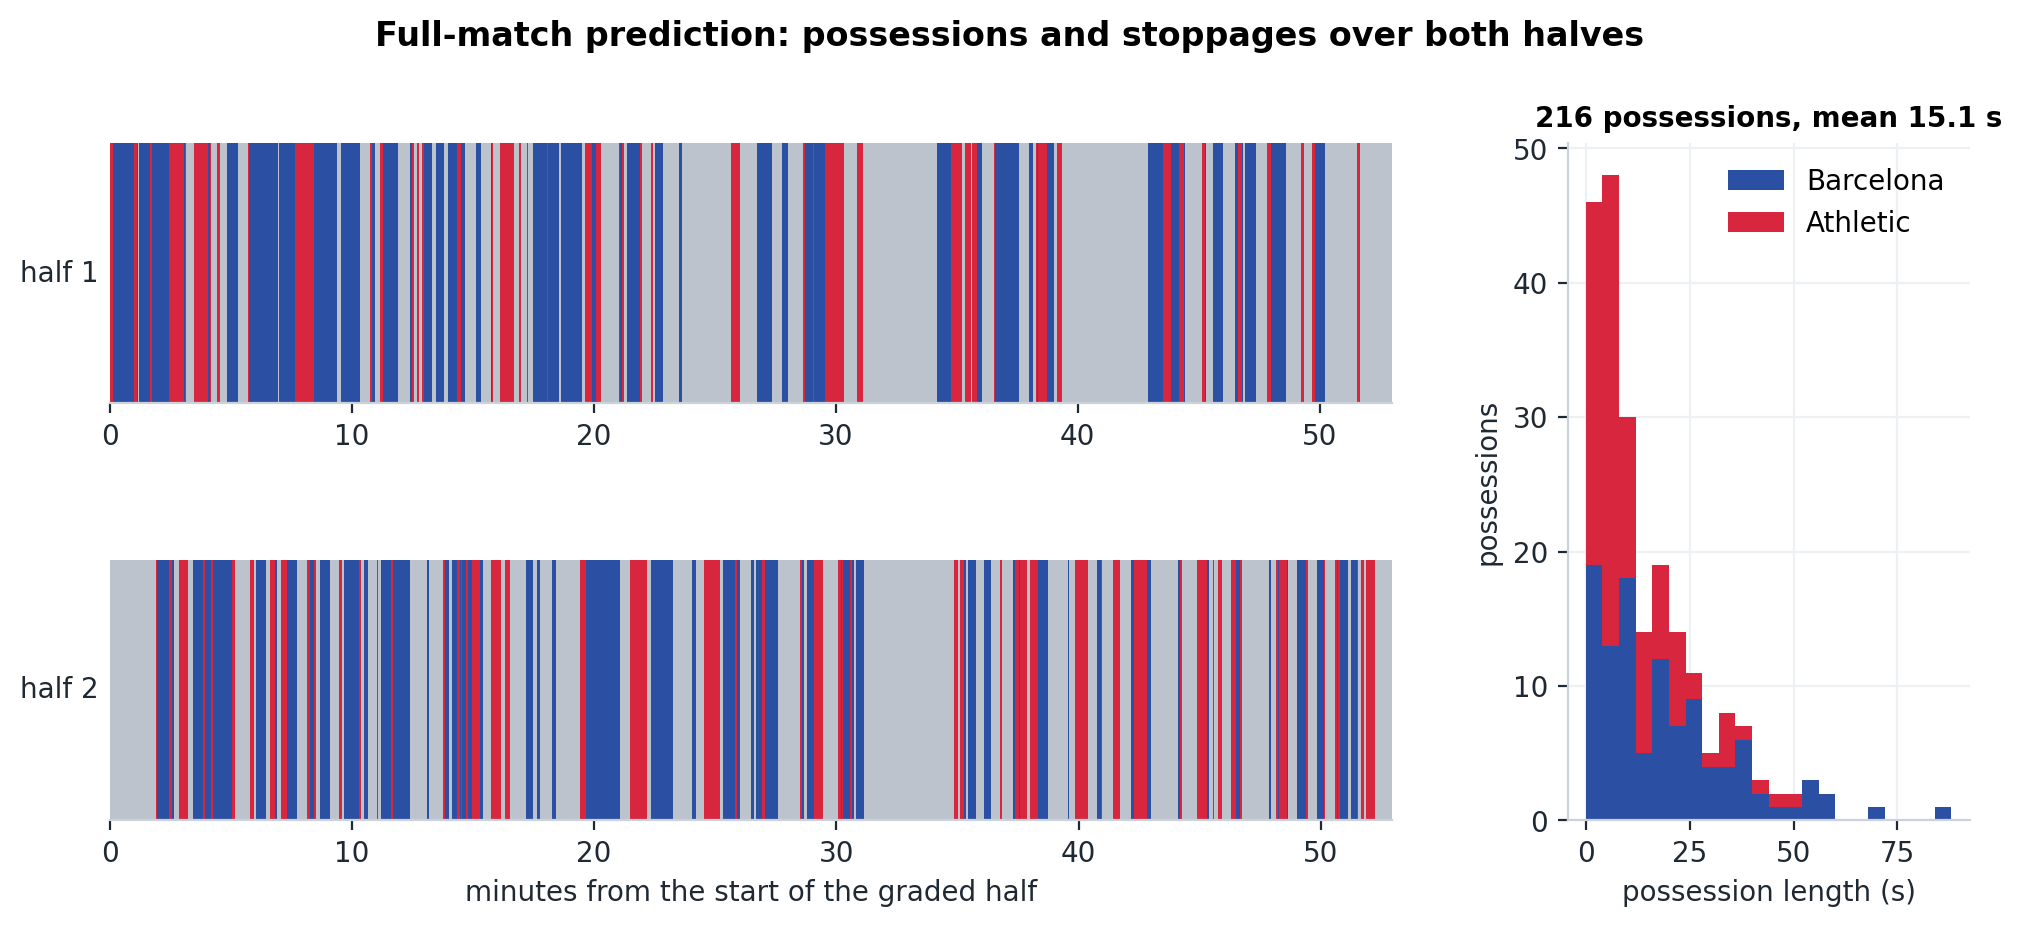 Full-match prediction: possessions and stoppages over both halves
half 1
0 10 20 30 40 50
half 2
0 10 20 30 40 50
minutes from the start of the graded half
216 possessions, mean 15.1 s
Barcelona
Athletic
possessions
50
40
30
20
10
0
0 25 50 75
possession length (s)